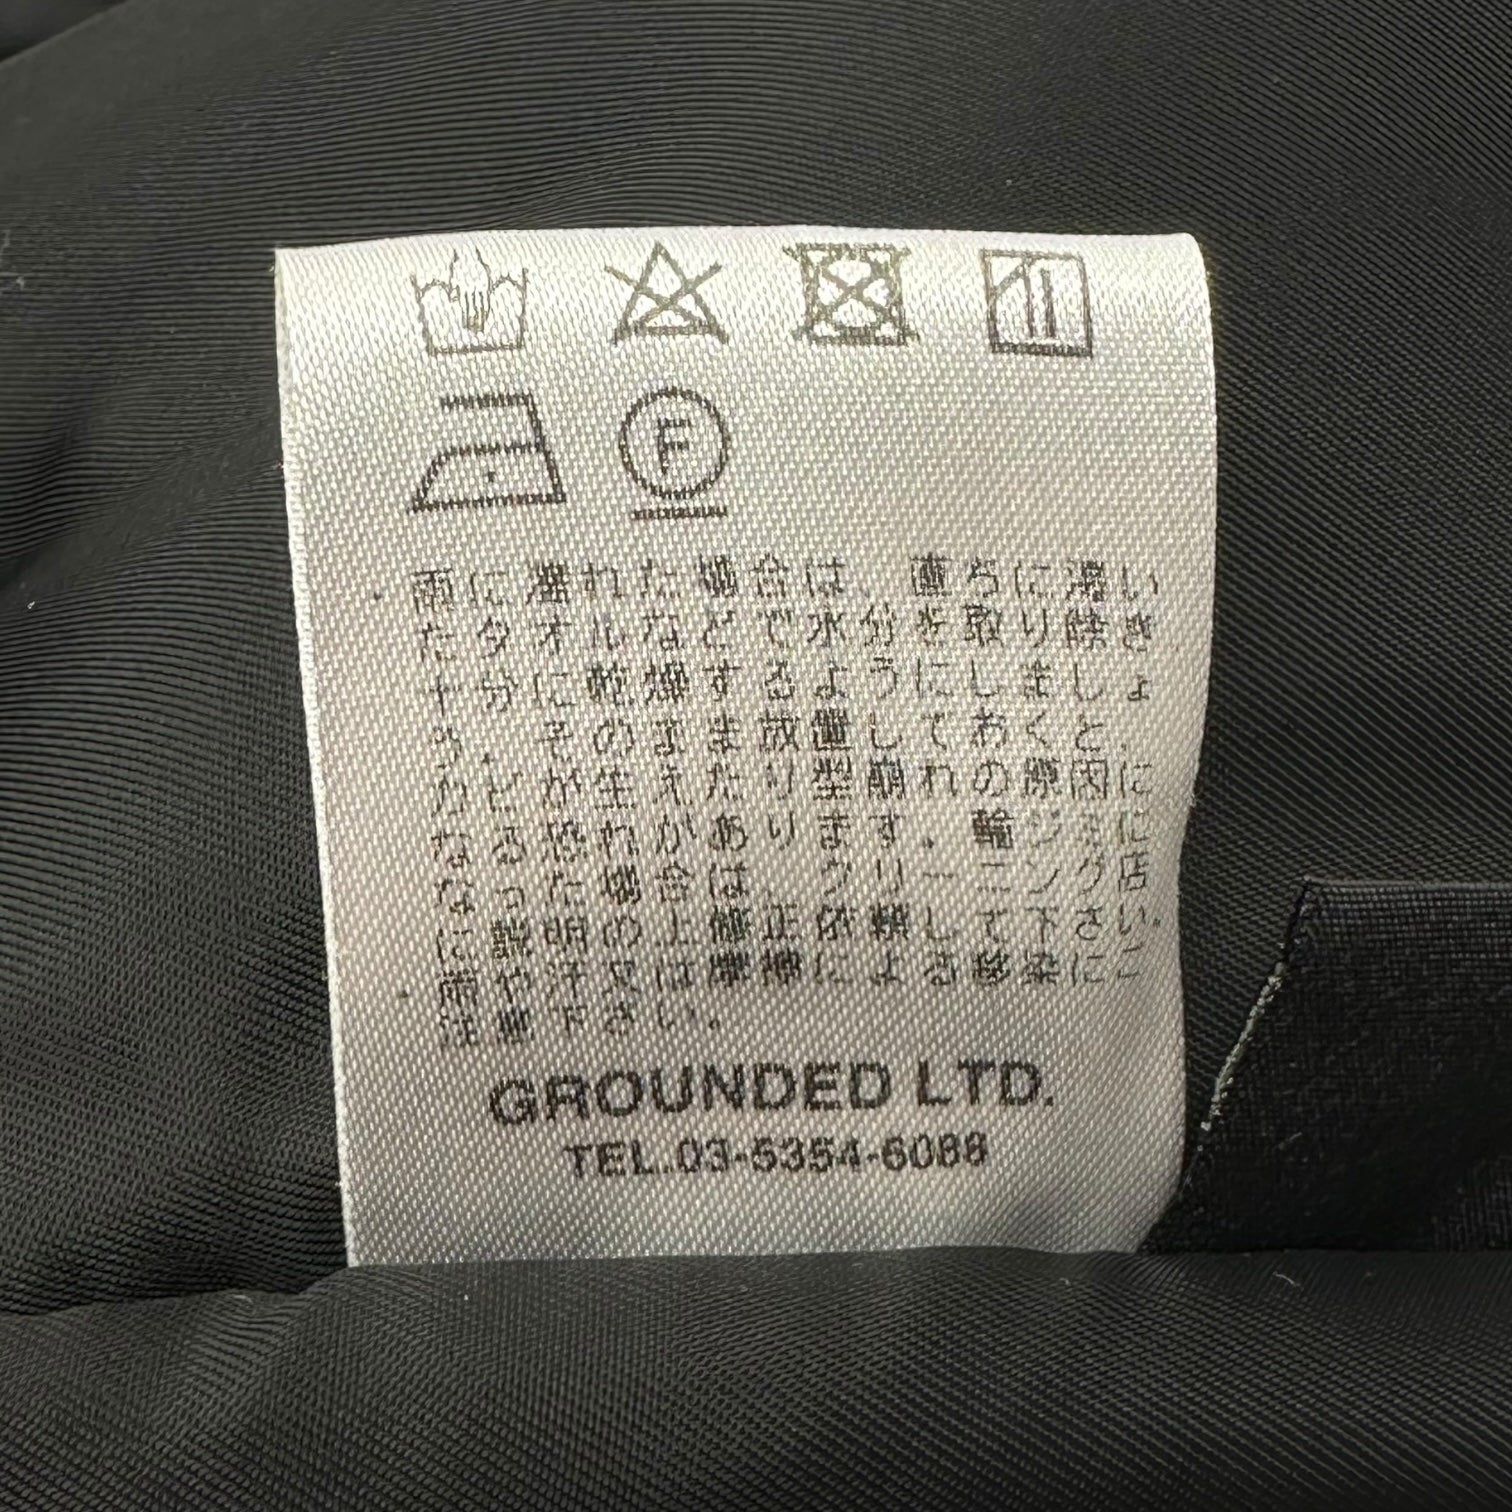 F
・雨に濡れた場合は、直ちに渇い
たタオルなどで水分を取り除き
十分に乾燥するようにしましょ
う。そのまま放置しておくと、
カビが生えたり型崩れの原因に
なる恐れがあります。輪ジミに
なった場合は、クリーニング店
に説明の上修正依頼して下さい。
・雨や汗又は摩擦による移染にご
注意下さい。
GROUNDED LTD.
TEL.03-5354-6088